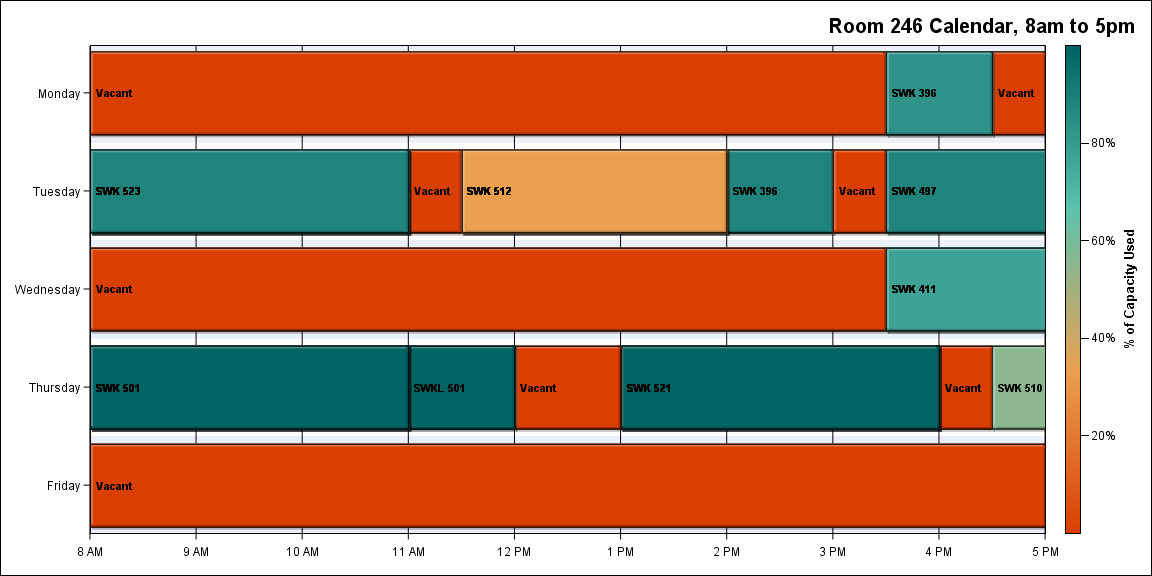 Room 246 Calendar, 8am to 5pm
Monday
Vacant
SWK 396
Vacant
Tuesday
SWK 523
Vacant
SWK 512
SWK 396
Vacant
SWK 497
Wednesday
Vacant
SWK 411
Thursday
SWK 501
SWKL 501
Vacant
SWK 521
Vacant
SWK 510
Friday
Vacant
8 AM
9 AM
10 AM
11 AM
12 PM
1 PM
2 PM
3 PM
4 PM
5 PM
80%
60%
40%
20%
% of Capacity Used